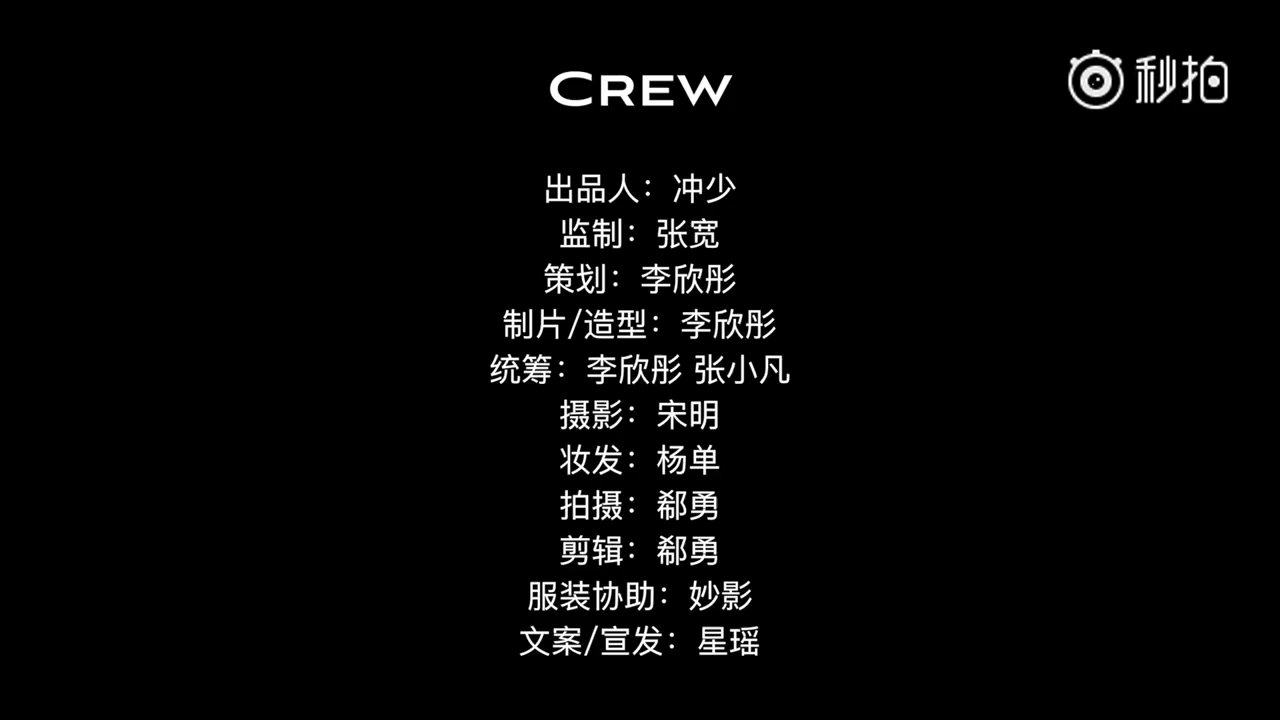 CREW
秒拍
出品人：冲少
监制：张宽
策划：李欣彤
制片/造型：李欣彤
统筹：李欣彤 张小凡
摄影：宋明
妆发：杨单
拍摄：郗勇
剪辑：郗勇
服装协助：妙影
文案/宣发：星瑶